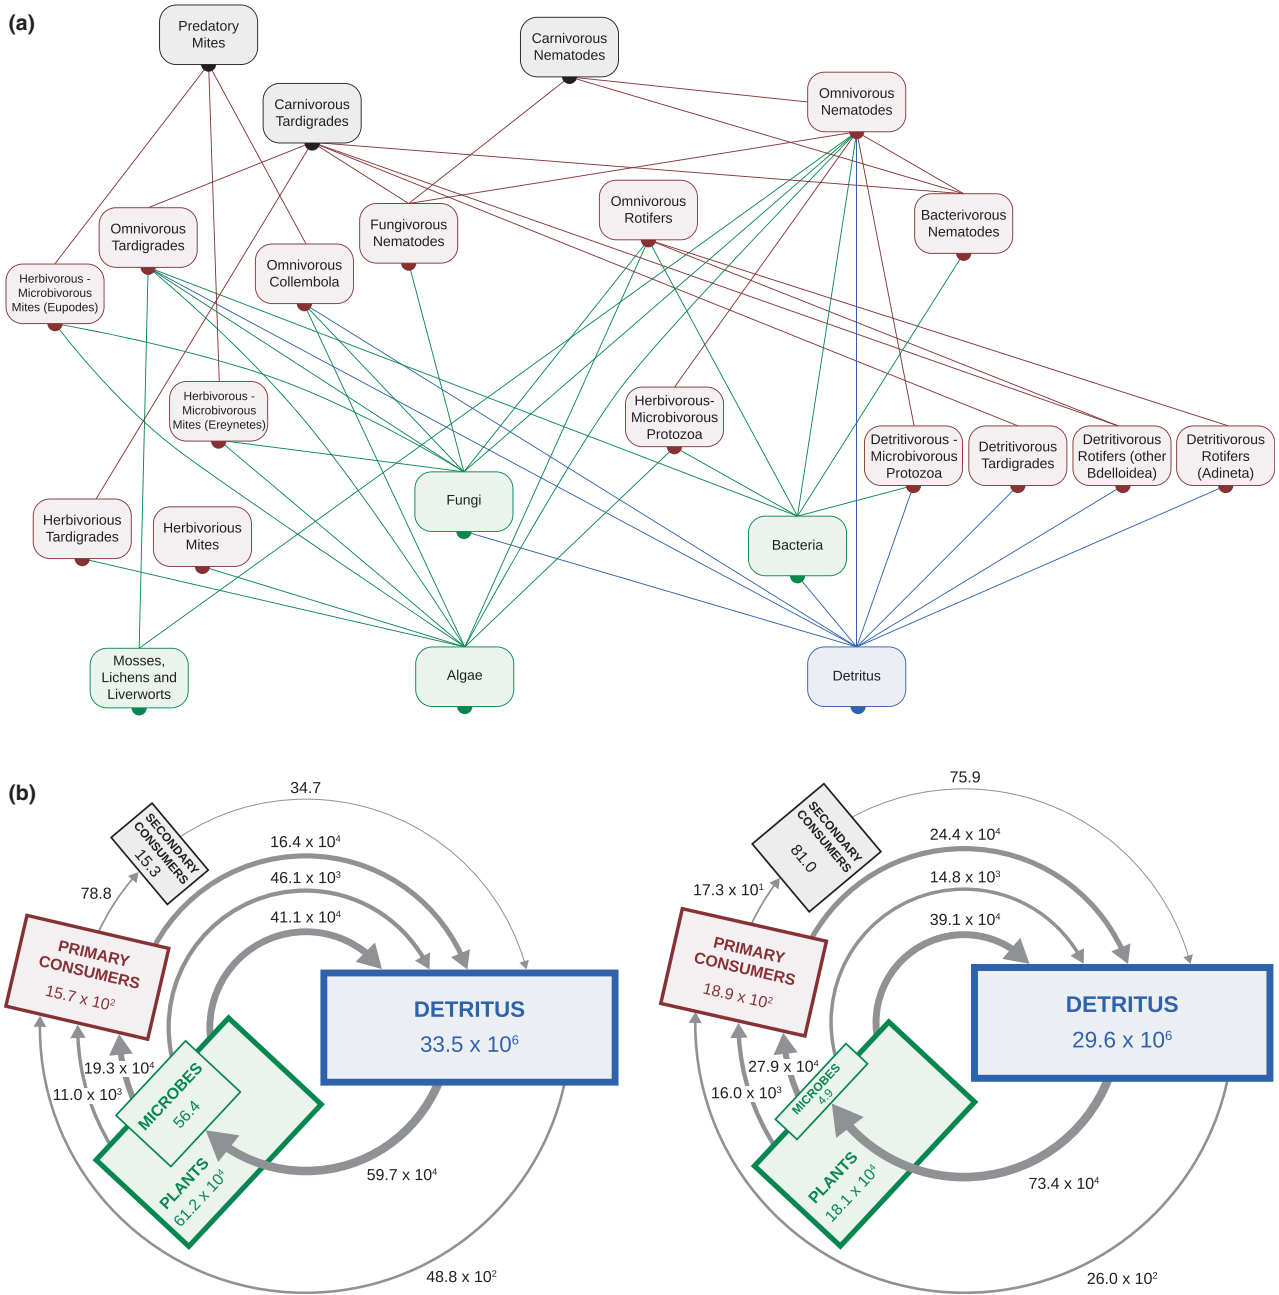 (a)
Predatory
Mites
Carnivorous
Nematodes
Carnivorous
Tardigrades
Omnivorous
Nematodes
Omnivorous
Tardigrades
Fungivorous
Nematodes
Omnivorous
Rotifers
Bacterivorous
Nematodes
Herbivorous -
Microbivorous
Mites (Eupodes)
Omnivorous
Collembola
Herbivorous -
Microbivorous
Mites (Ereynetes)
Herbivorous-
Microbivorous
Protozoa
Detritivorous -
Microbivorous
Protozoa
Detritivorous
Tardigrades
Detritivorous
Rotifers (other
Bdelloidea)
Detritivorous
Rotifers
(Adineta)
Herbivorious
Tardigrades
Herbivorious
Mites
Fungi
Bacteria
Mosses,
Lichens and
Liverworts
Algae
Detritus
(b)
34.7
SECONDARY
CONSUMERS
15.3
16.4 x 10⁴
46.1 x 10³
41.1 x 10⁴
78.8
PRIMARY
CONSUMERS
15.7 x 10²
DETRITUS
33.5 x 10⁶
19.3 x 10⁴
11.0 x 10³
MICROBES
56.4
PLANTS
61.2 x 10⁴
59.7 x 10⁴
48.8 x 10²
75.9
SECONDARY
CONSUMERS
81.0
24.4 x 10⁴
14.8 x 10³
39.1 x 10⁴
17.3 x 10¹
PRIMARY
CONSUMERS
18.9 x 10²
DETRITUS
29.6 x 10⁶
27.9 x 10⁴
16.0 x 10³
MICROBES
4.9
PLANTS
18.1 x 10⁴
73.4 x 10⁴
26.0 x 10²